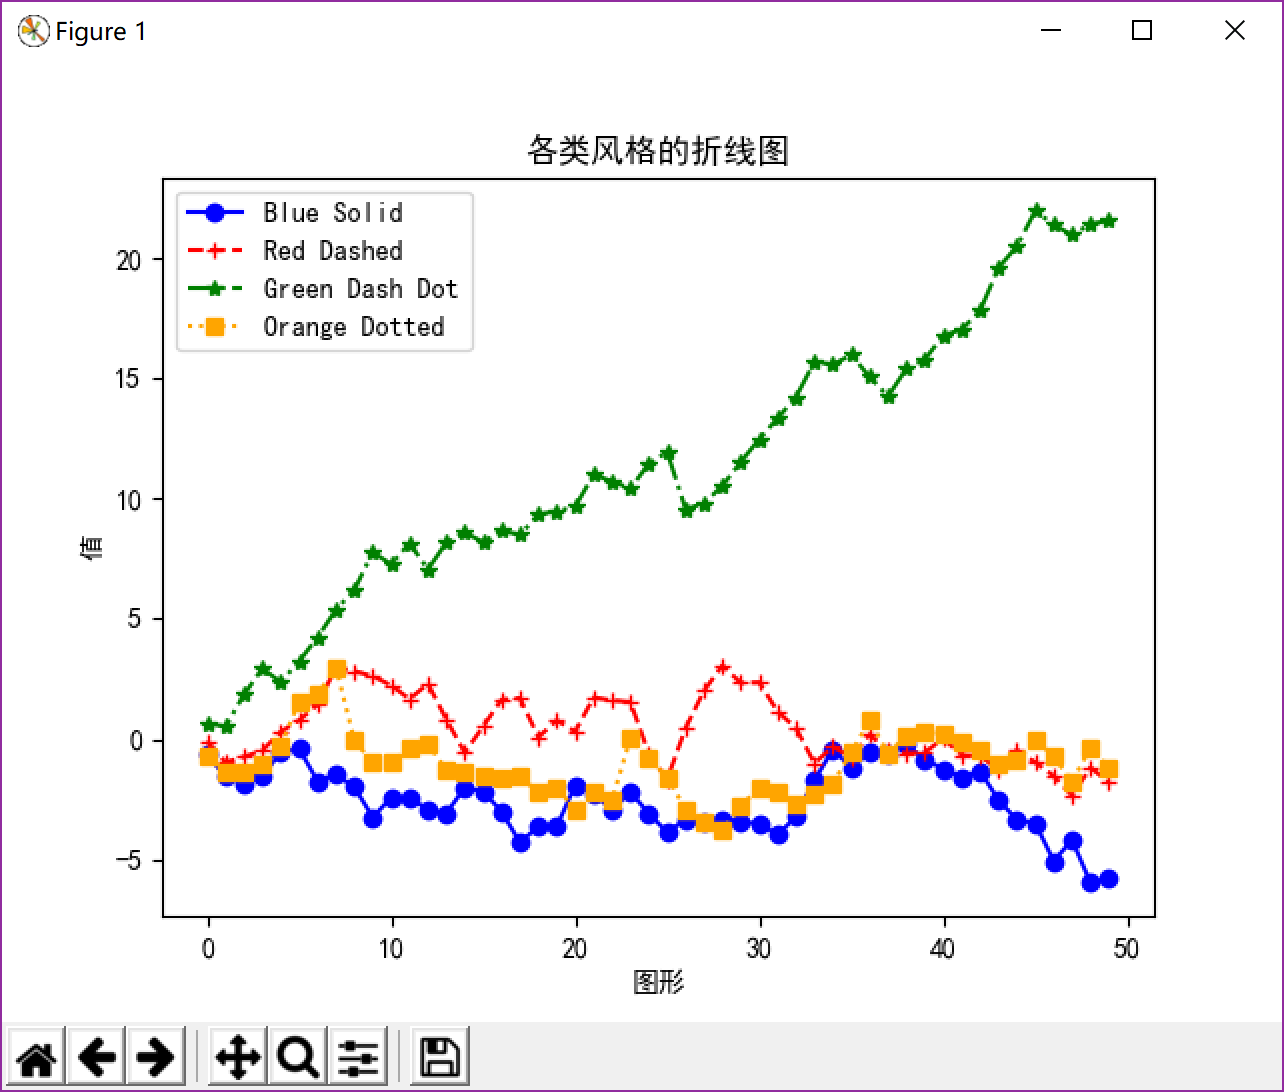 Figure 1
各类风格的折线图
Blue Solid
Red Dashed
Green Dash Dot
Orange Dotted
20
15
10
5
0
−5
值
0 10 20 30 40 50
图形